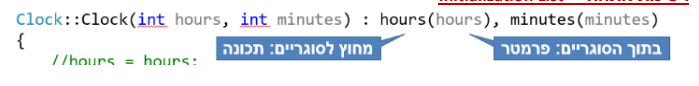 Clock::Clock(int hours, int minutes) : hours(hours), minutes(minutes)
{
מחוץ לסוגריים: תכונה
בתוך הסוגריים: פרמטר
//hours = hours;